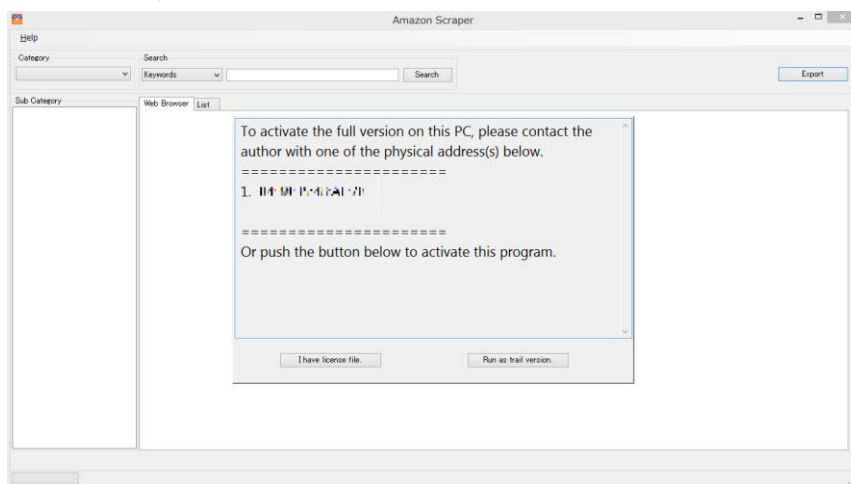 Amazon Scraper
Help
Category
Search
Keywords
Search
Export
Sub Category
Web Browser
List
To activate the full version on this PC, please contact the
author with one of the physical address(s) below.
======================
1.
======================
Or push the button below to activate this program.
I have license file.
Run as trail version.